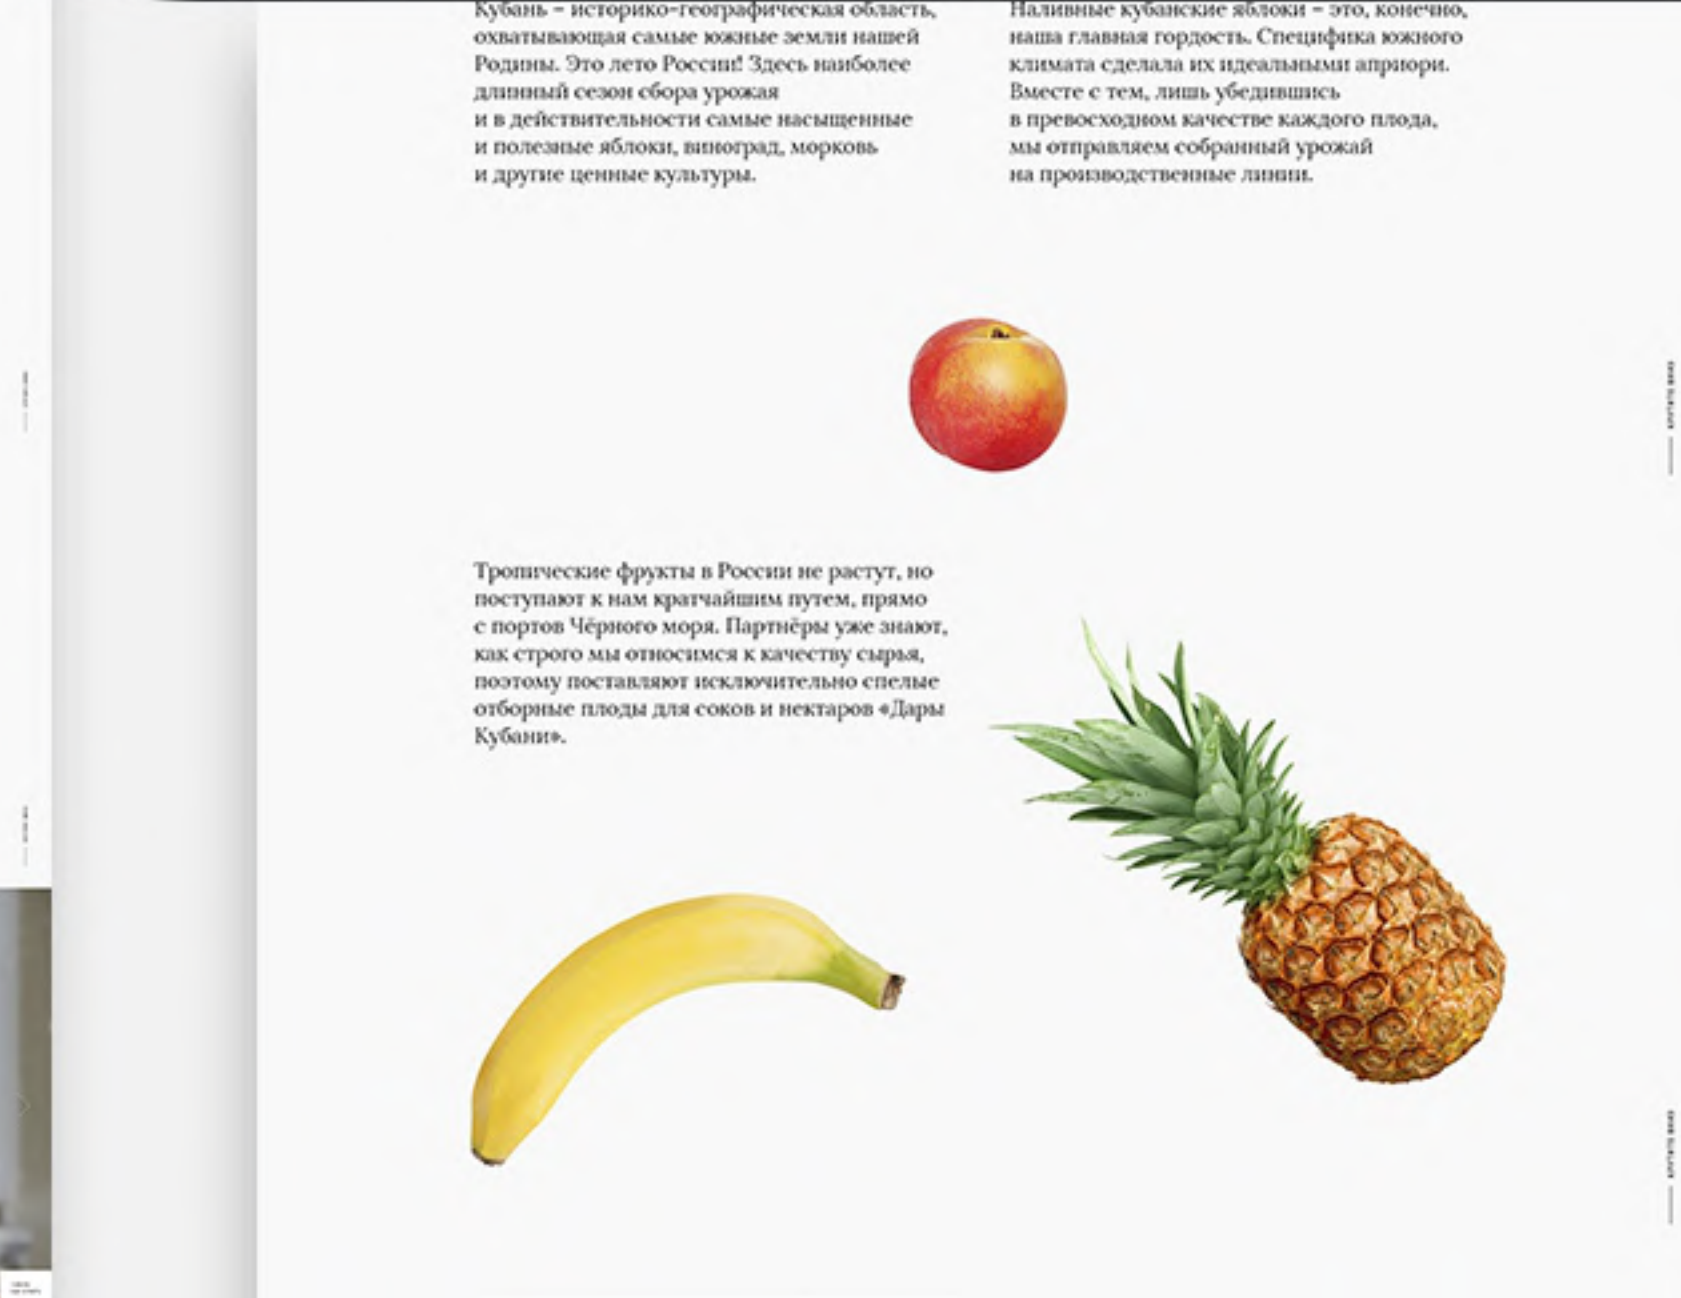 Кубань – историко-географическая область,
охватывающая самые южные земли нашей
Родины. Это лето России! Здесь наиболее
длинный сезон сбора урожая
и в действительности самые насыщенные
и полезные яблоки, виноград, морковь
и другие ценные культуры.
Наливные кубанские яблоки – это, конечно,
наша главная гордость. Специфика южного
климата сделала их идеальными априори.
Вместе с тем, лишь убедившись
в превосходном качестве каждого плода,
мы отправляем собранный урожай
на производственные линии.
Тропические фрукты в России не растут, но
поступают к нам кратчайшим путем, прямо
с портов Чёрного моря. Партнёры уже знают,
как строго мы относимся к качеству сырья,
поэтому поставляют исключительно спелые
отборные плоды для соков и нектаров «Дары
Кубани».
КРУТИТЕ ВНИЗ
КРУТИТЕ ВНИЗ